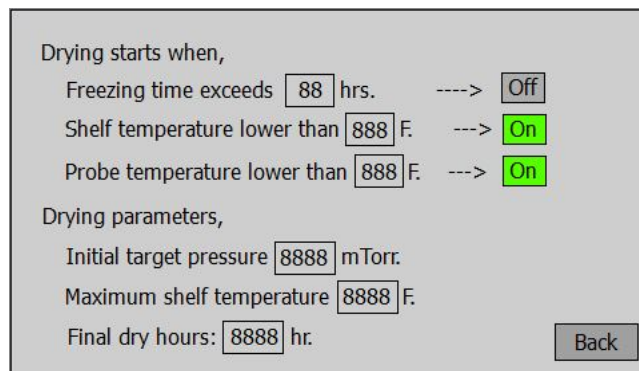 Drying starts when,
Freezing time exceeds 88 hrs. ----> Off
Shelf temperature lower than 888 F. ---> On
Probe temperature lower than 888 F. ---> On
Drying parameters,
Initial target pressure 8888 mTorr.
Maximum shelf temperature 8888 F.
Final dry hours: 8888 hr.
Back